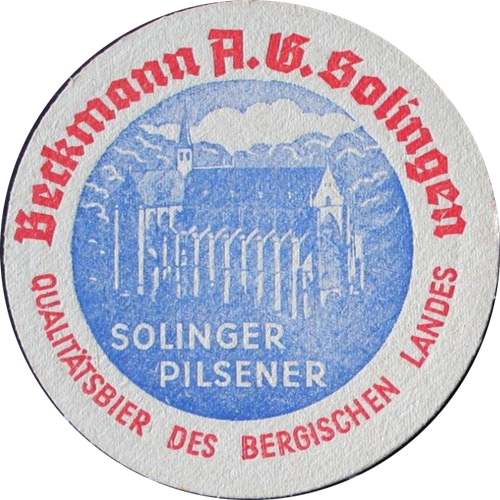 Beckmann A.G. Solingen
SOLINGER
PILSENER
QUALITÄTSBIER DES BERGISCHEN LANDES